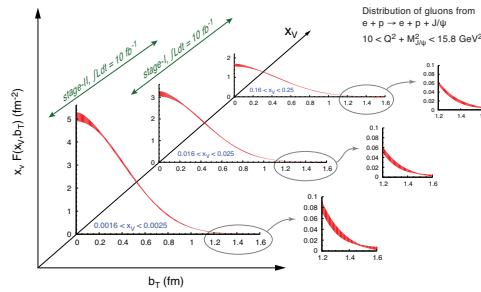 Distribution of gluons from
e + p → e + p + J/ψ
10 < Q² + M²J/ψ < 15.8 GeV²
stage-II, ∫Ldt = 10 fb⁻¹
stage-I, ∫Ldt = 10 fb⁻¹
xV
xV F(xV,bT) (fm⁻²)
5
4
3
2
1
0
0 0.2 0.4 0.6 0.8 1 1.2 1.4 1.6
0.0016 < xV < 0.0025
3
2
1
0
0 0.2 0.4 0.6 0.8 1 1.2 1.4 1.6
0.016 < xV < 0.025
2
1
0
0 0.2 0.4 0.6 0.8 1 1.2 1.4 1.6
0.16 < xV < 0.25
0.1
0.08
0.06
0.04
0.02
0
1.2 1.4 1.6
0.1
0.08
0.06
0.04
0.02
0
1.2 1.4 1.6
0.1
0.08
0.06
0.04
0.02
0
1.2 1.4 1.6
bT (fm)